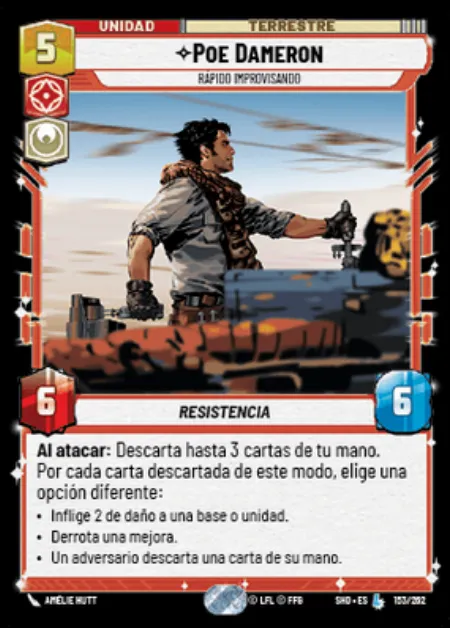 UNIDAD
TERRESTRE
5
POE DAMERON
RÁPIDO IMPROVISANDO
6
RESISTENCIA
6
Al atacar: Descarta hasta 3 cartas de tu mano.
Por cada carta descartada de este modo, elige una
opción diferente:
• Inflige 2 de daño a una base o unidad.
• Derrota una mejora.
• Un adversario descarta una carta de su mano.
AMÉLIE HUTT
© LFL © FFG
SHD • ES
L
153/262